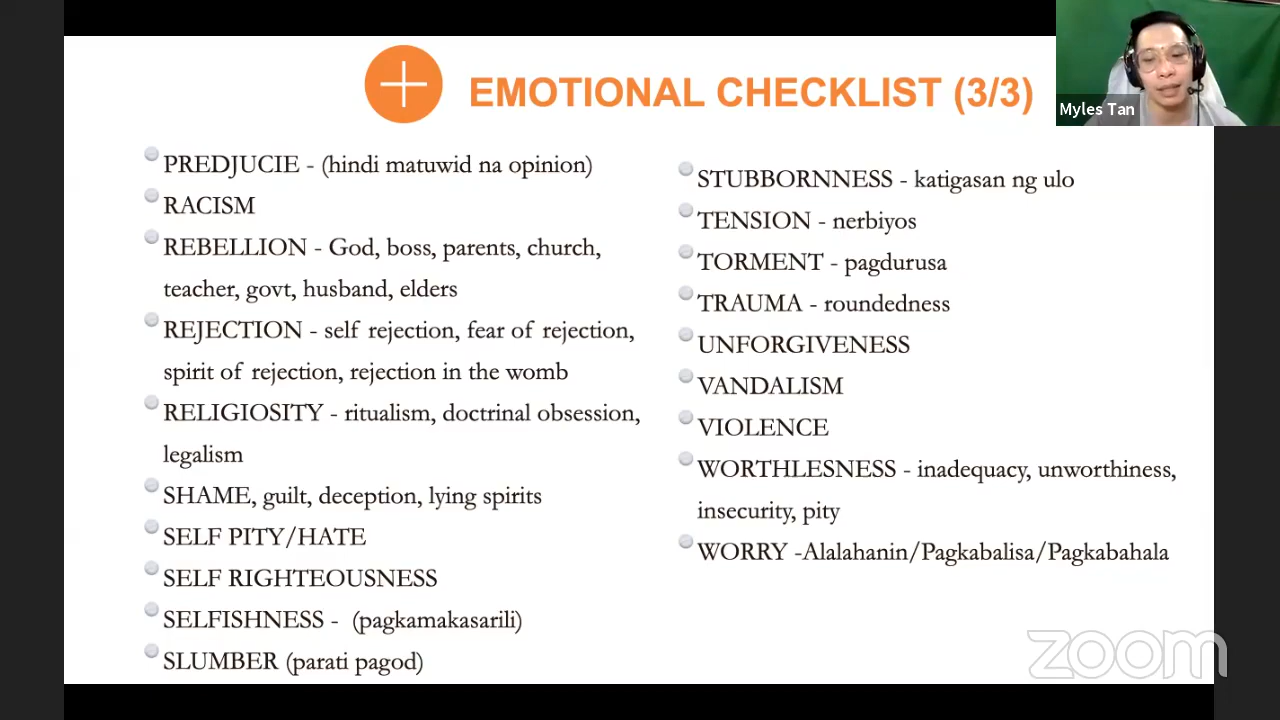 EMOTIONAL CHECKLIST (3/3)
Myles Tan
PREDJUCIE - (hindi matuwid na opinion)
RACISM
REBELLION - God, boss, parents, church,
teacher, govt, husband, elders
REJECTION - self rejection, fear of rejection,
spirit of rejection, rejection in the womb
RELIGIOSITY - ritualism, doctrinal obsession,
legalism
SHAME, guilt, deception, lying spirits
SELF PITY/HATE
SELF RIGHTEOUSNESS
SELFISHNESS - (pagkamakasarili)
SLUMBER (parati pagod)
STUBBORNNESS - katigasan ng ulo
TENSION - nerbiyos
TORMENT - pagdurusa
TRAUMA - roundedness
UNFORGIVENESS
VANDALISM
VIOLENCE
WORTHLESNESS - inadequacy, unworthiness,
insecurity, pity
WORRY -Alalahanin/Pagkabalisa/Pagkabahala
zoom